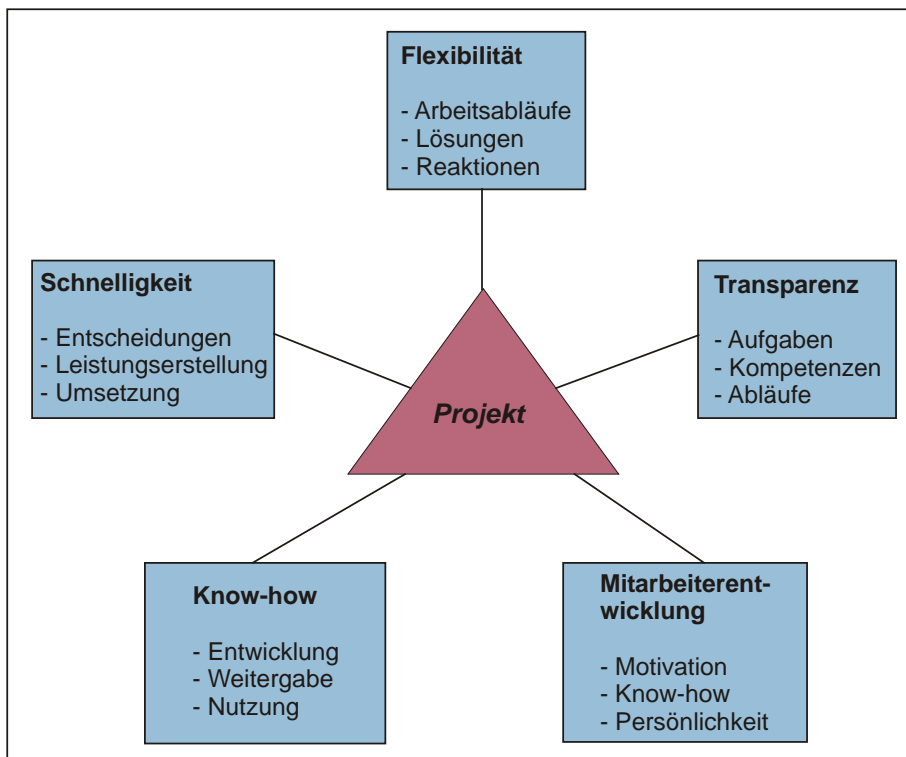 Flexibilität
- Arbeitsabläufe
- Lösungen
- Reaktionen
Schnelligkeit
- Entscheidungen
- Leistungserstellung
- Umsetzung
Transparenz
- Aufgaben
- Kompetenzen
- Abläufe
Projekt
Know-how
- Entwicklung
- Weitergabe
- Nutzung
Mitarbeiterent-
wicklung
- Motivation
- Know-how
- Persönlichkeit